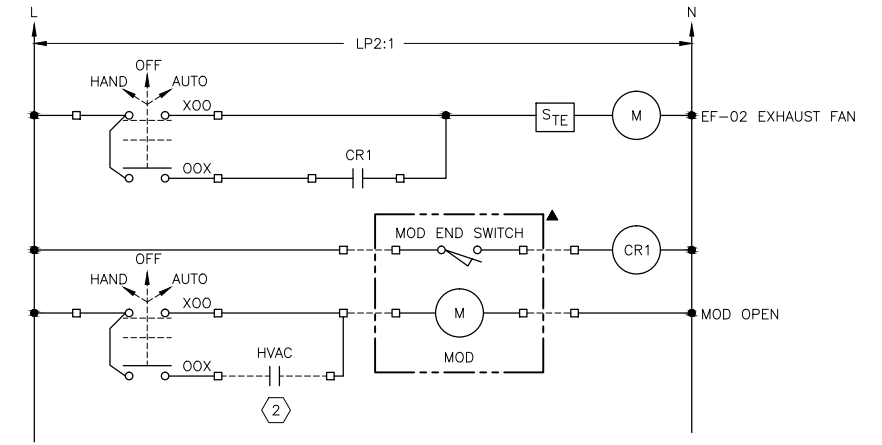 L
N
LP2:1
OFF
HAND
AUTO
XOO
STE
M
EF-02 EXHAUST FAN
CR1
OOX
MOD END SWITCH
CR1
OFF
HAND
AUTO
XOO
M
MOD OPEN
HVAC
MOD
OOX
2